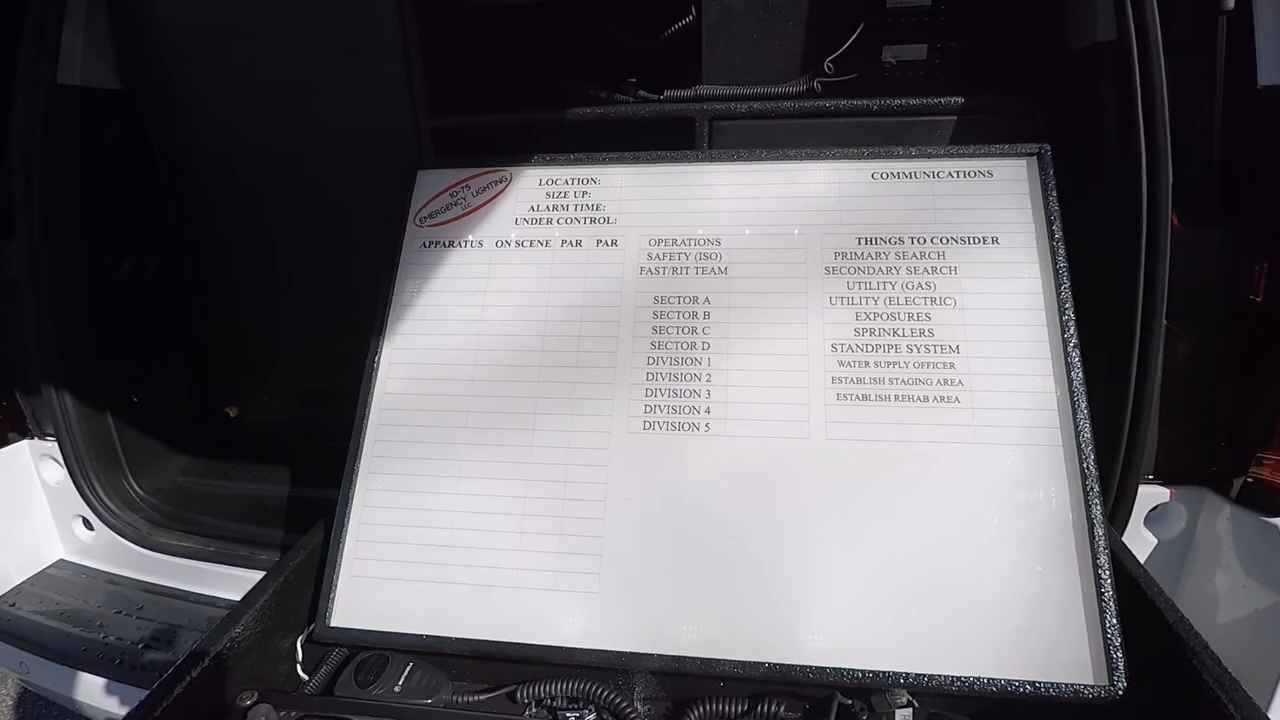 10-75
EMERGENCY LIGHTING
LLC
LOCATION:
SIZE UP:
ALARM TIME:
UNDER CONTROL:
COMMUNICATIONS
APPARATUS ON SCENE PAR PAR
OPERATIONS
SAFETY (ISO)
FAST/RIT TEAM
SECTOR A
SECTOR B
SECTOR C
SECTOR D
DIVISION 1
DIVISION 2
DIVISION 3
DIVISION 4
DIVISION 5
THINGS TO CONSIDER
PRIMARY SEARCH
SECONDARY SEARCH
UTILITY (GAS)
UTILITY (ELECTRIC)
EXPOSURES
SPRINKLERS
STANDPIPE SYSTEM
WATER SUPPLY OFFICER
ESTABLISH STAGING AREA
ESTABLISH REHAB AREA